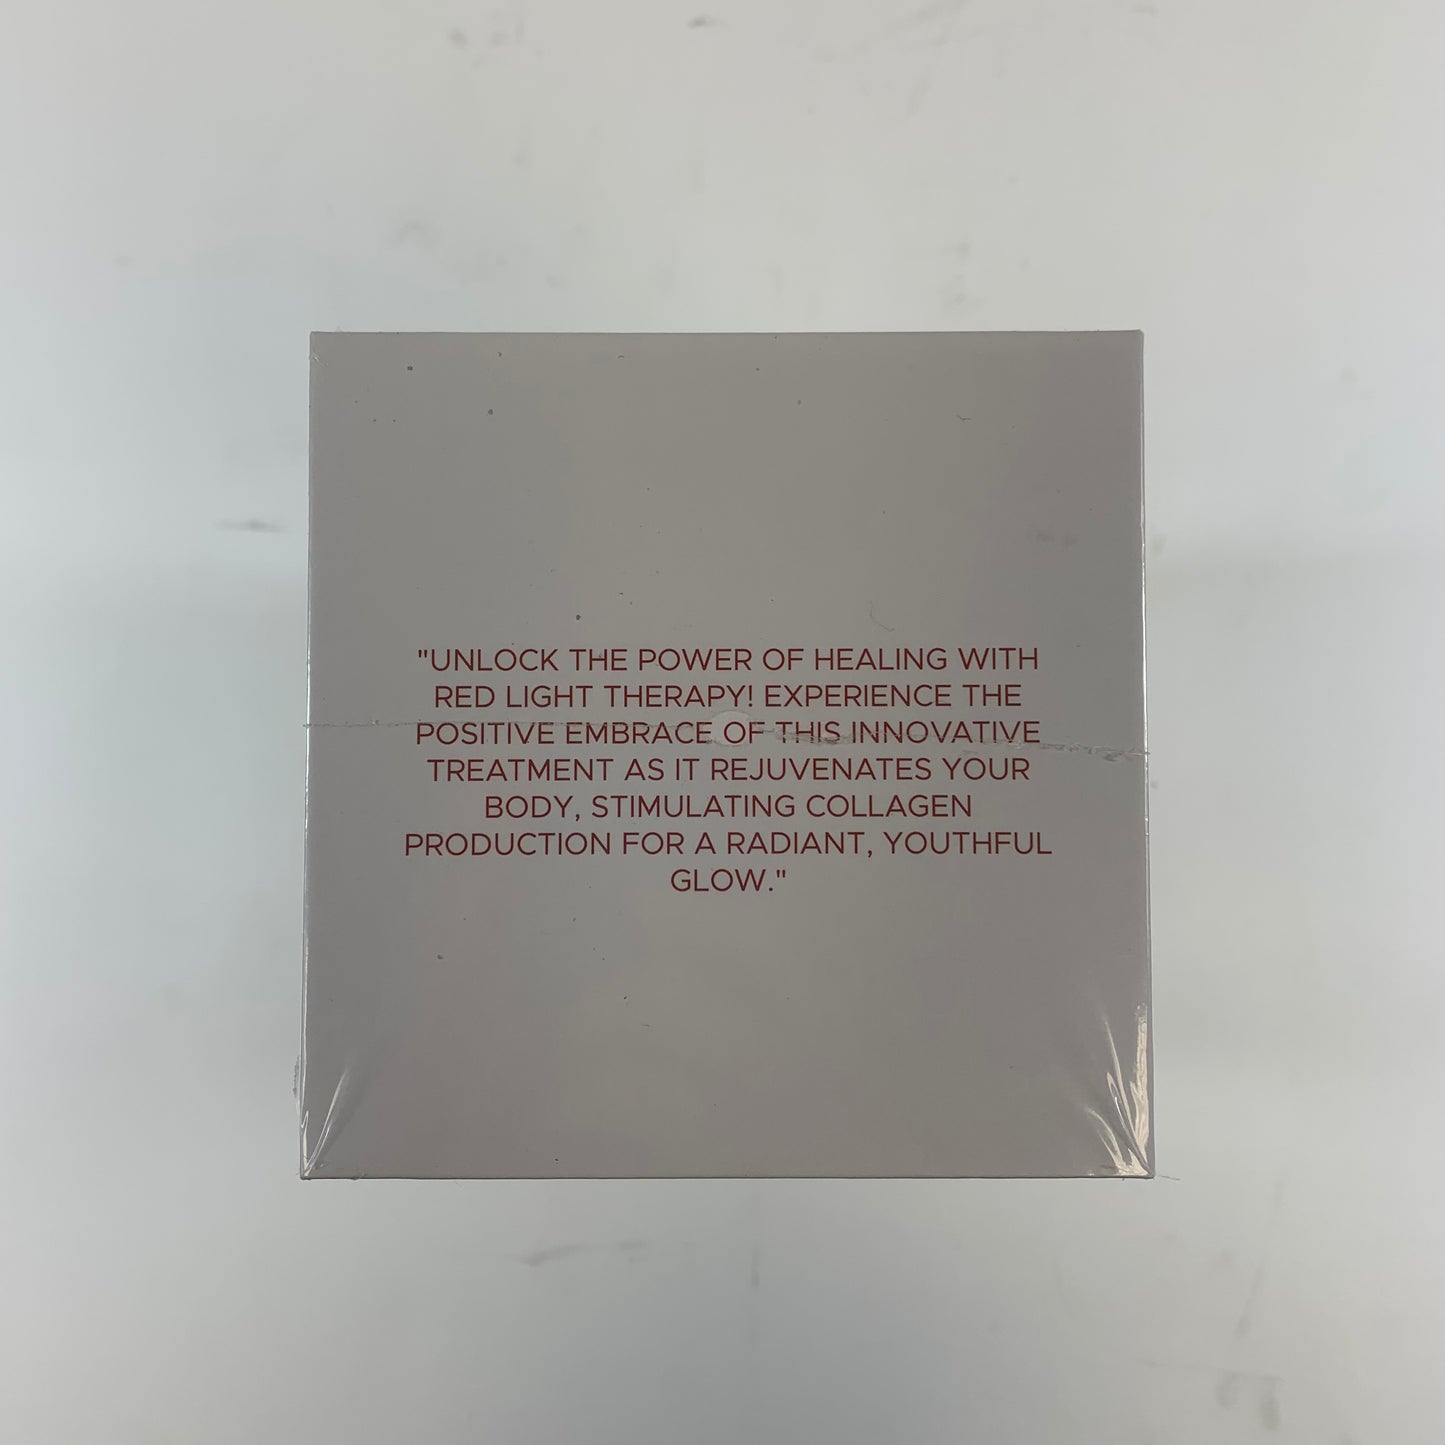 "UNLOCK THE POWER OF HEALING WITH
RED LIGHT THERAPY! EXPERIENCE THE
POSITIVE EMBRACE OF THIS INNOVATIVE
TREATMENT AS IT REJUVENATES YOUR
BODY, STIMULATING COLLAGEN
PRODUCTION FOR A RADIANT, YOUTHFUL
GLOW."